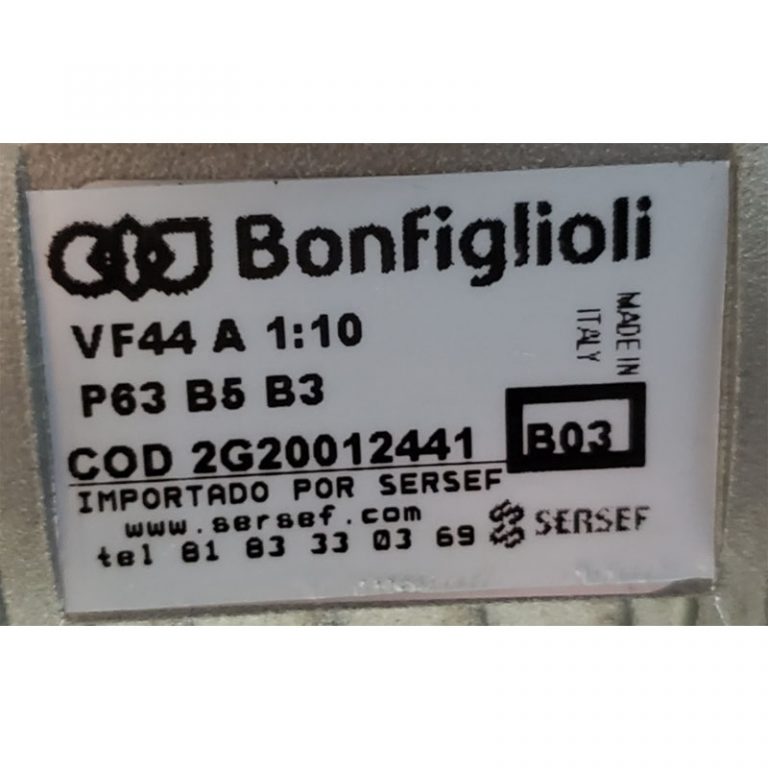 Bonfiglioli
VF44 A 1:10
MADE IN
ITALY
P63 B5 B3
COD 2G20012441
B03
IMPORTADO POR SERSEF
www.sersef.com
SERSEF
tel 81 83 33 03 69